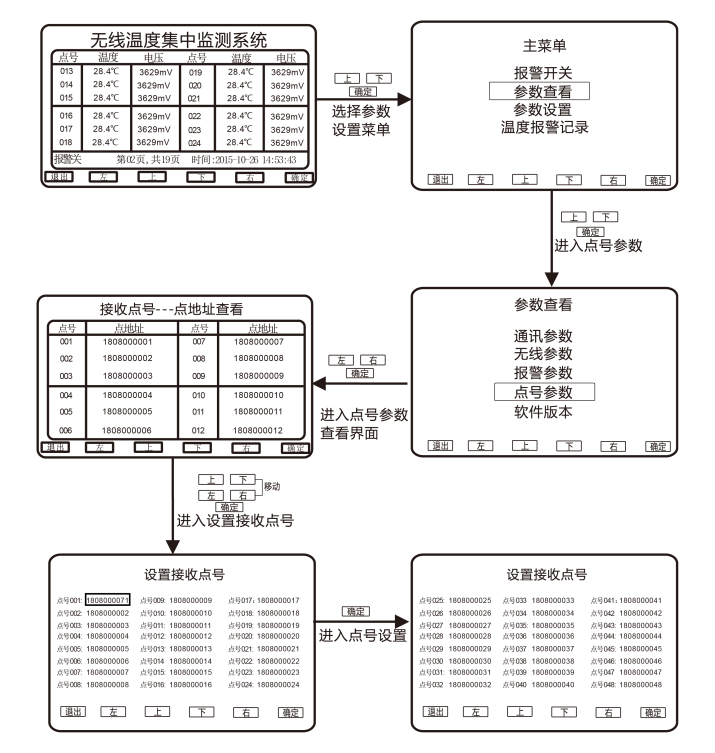 无线温度集中监测系统
点号 温度 电压 点号 温度 电压
013 28.4℃ 3629mV 019 28.4℃ 3629mV
014 28.4℃ 3629mV 020 28.4℃ 3629mV
015 28.4℃ 3629mV 021 28.4℃ 3629mV
016 28.4℃ 3629mV 022 28.4℃ 3629mV
017 28.4℃ 3629mV 023 28.4℃ 3629mV
018 28.4℃ 3629mV 024 28.4℃ 3629mV
报警关 第02页, 共19页 时间:2015-10-26 14:53:43
退出 左 上 下 右 确定
上 下
确定
选择参数
设置菜单
主菜单
报警开关
参数查看
参数设置
温度报警记录
退出 左 上 下 右 确定
上 下
确定
进入点号参数
参数查看
通讯参数
无线参数
报警参数
点号参数
软件版本
退出 左 上 下 右 确定
左 右
确定
进入点号参数
查看界面
接收点号---点地址查看
点号 点地址 点号 点地址
001 1808000001 007 1808000007
002 1808000002 008 1808000008
003 1808000003 009 1808000009
004 1808000004 010 1808000010
005 1808000005 011 1808000011
006 1808000006 012 1808000012
退出 左 上 下 右 确定
上 下
移动
左 右
确定
进入设置接收点号
设置接收点号
点号001: 1808000071 点号009: 1808000009 点号017: 1808000017
点号002: 1808000002 点号010: 1808000010 点号018: 1808000018
点号003: 1808000003 点号011: 1808000011 点号019: 1808000019
点号004: 1808000004 点号012: 1808000012 点号020: 1808000020
点号005: 1808000005 点号013: 1808000013 点号021: 1808000021
点号006: 1808000006 点号014 1808000014 点号022: 1808000022
点号007: 1808000007 点号015: 1808000015 点号023: 1808000023
点号008: 1808000008 点号016: 1808000016 点号024: 1808000024
退出 左 上 下 右 确定
确定
进入点号设置
设置接收点号
点号025: 1808000025 点号033 1808000033 点号041: 1808000041
点号026 1808000026 点号034 1808000034 点号042 1808000042
点号027 1808000027 点号035: 1808000035 点号043: 1808000043
点号028 1808000028 点号036 1808000036 点号044: 1808000044
点号029 1808000029 点号037 1808000037 点号045: 1808000045
点号030 1808000030 点号038 1808000038 点号046: 1808000046
点号031: 1808000031 点号039 1808000039 点号047 1808000047
点号032 1808000032 点号040 1808000040 点号048: 1808000048
退出 左 上 下 右 确定